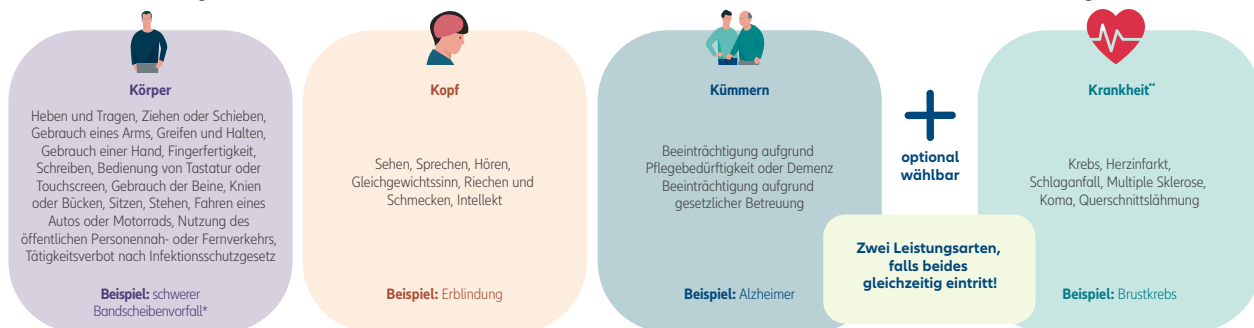 Körper
Heben und Tragen, Ziehen oder Schieben,
Gebrauch eines Arms, Greifen und Halten,
Gebrauch einer Hand, Fingerfertigkeit,
Schreiben, Bedienung von Tastatur oder
Touchscreen, Gebrauch der Beine, Knien
oder Bücken, Sitzen, Stehen, Fahren eines
Autos oder Motorrads, Nutzung des
öffentlichen Personennah- oder Fernverkehrs,
Tätigkeitsverbot nach Infektionsschutzgesetz
Beispiel: schwerer
Bandscheibenvorfall*
Kopf
Sehen, Sprechen, Hören,
Gleichgewichtssinn, Riechen und
Schmecken, Intellekt
Beispiel: Erblindung
Kümmern
Beeinträchtigung aufgrund
Pflegebedürftigkeit oder Demenz
Beeinträchtigung aufgrund
gesetzlicher Betreuung
Beispiel: Alzheimer
+
optional
wählbar
Zwei Leistungsarten,
falls beides
gleichzeitig eintritt!
Krankheit**
Krebs, Herzinfarkt,
Schlaganfall, Multiple Sklerose,
Koma, Querschnittslähmung
Beispiel: Brustkrebs